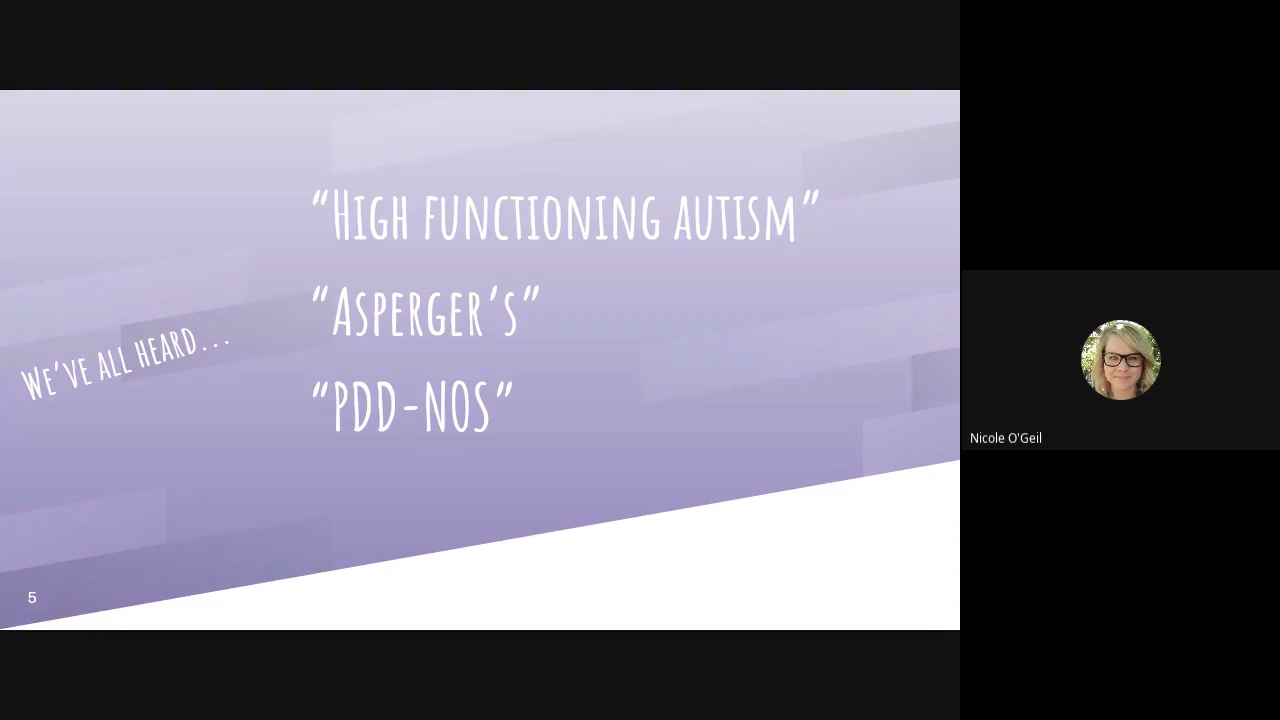 We've all heard...
“High functioning autism”
“Asperger's”
“PDD-NOS”
5
Nicole O'Geil